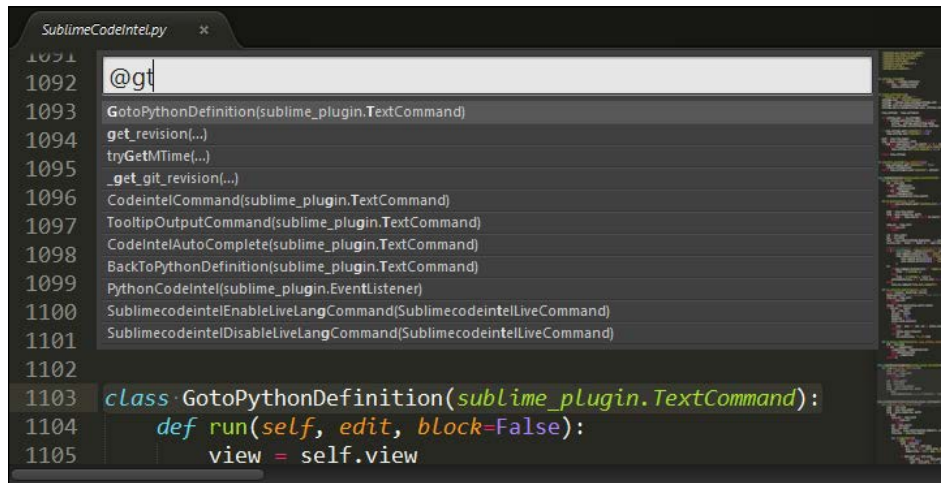 SublimeCodeIntel.py ×
1091
1092 @gt
1093 GotoPythonDefinition(sublime_plugin.TextCommand)
1094 get_revision(...)
tryGetMTime(...)
1095 _get_git_revision(...)
1096 CodeintelCommand(sublime_plugin.TextCommand)
1097 TooltipOutputCommand(sublime_plugin.TextCommand)
CodeIntelAutoComplete(sublime_plugin.TextCommand)
1098 BackToPythonDefinition(sublime_plugin.TextCommand)
1099 PythonCodeIntel(sublime_plugin.EventListener)
1100 SublimecodeintelEnableLiveLangCommand(SublimecodeintelLiveCommand)
1101 SublimecodeintelDisableLiveLangCommand(SublimecodeintelLiveCommand)
1102
1103 class GotoPythonDefinition(sublime_plugin.TextCommand):
1104 def run(self, edit, block=False):
1105 view = self.view